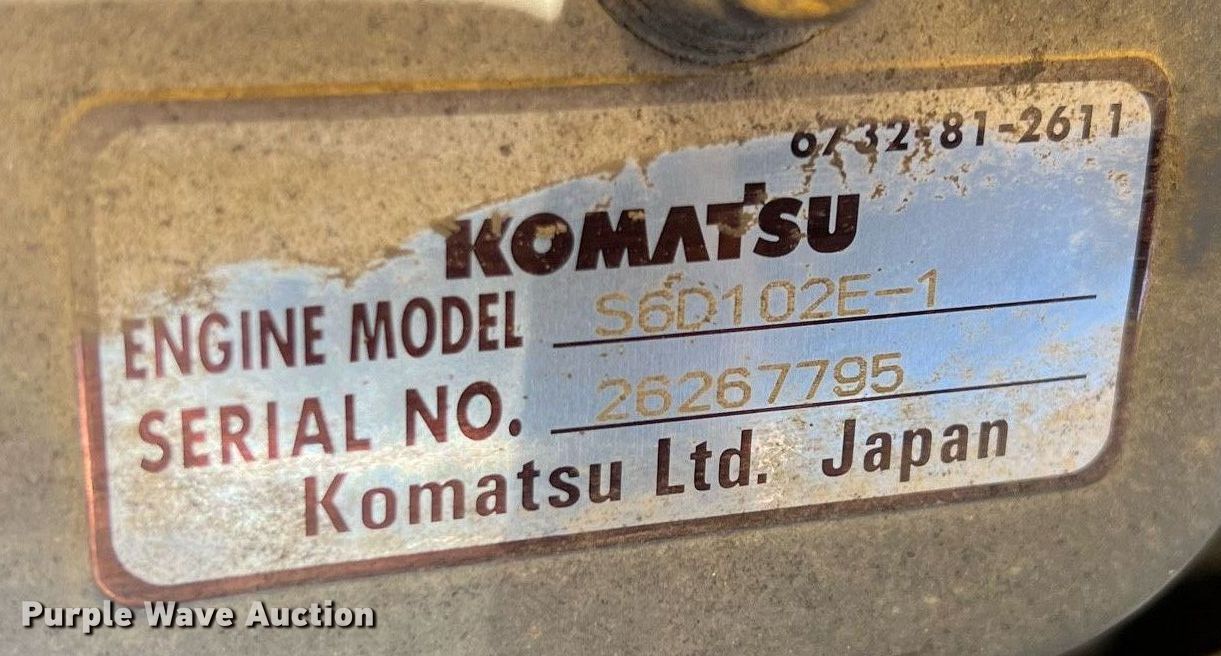 6732-81-2611
KOMATSU
ENGINE MODEL S6D102E-1
SERIAL NO. 26267795
Komatsu Ltd. Japan
Purple Wave Auction